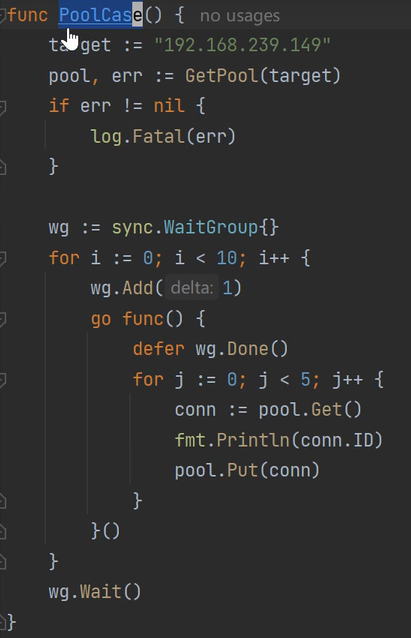 func PoolCase() { no usages
    target := "192.168.239.149"
    pool, err := GetPool(target)
    if err != nil {
        log.Fatal(err)
    }

    wg := sync.WaitGroup{}
    for i := 0; i < 10; i++ {
        wg.Add( delta: 1)
        go func() {
            defer wg.Done()
            for j := 0; j < 5; j++ {
                conn := pool.Get()
                fmt.Println(conn.ID)
                pool.Put(conn)
            }
        }()
    }
    wg.Wait()
}